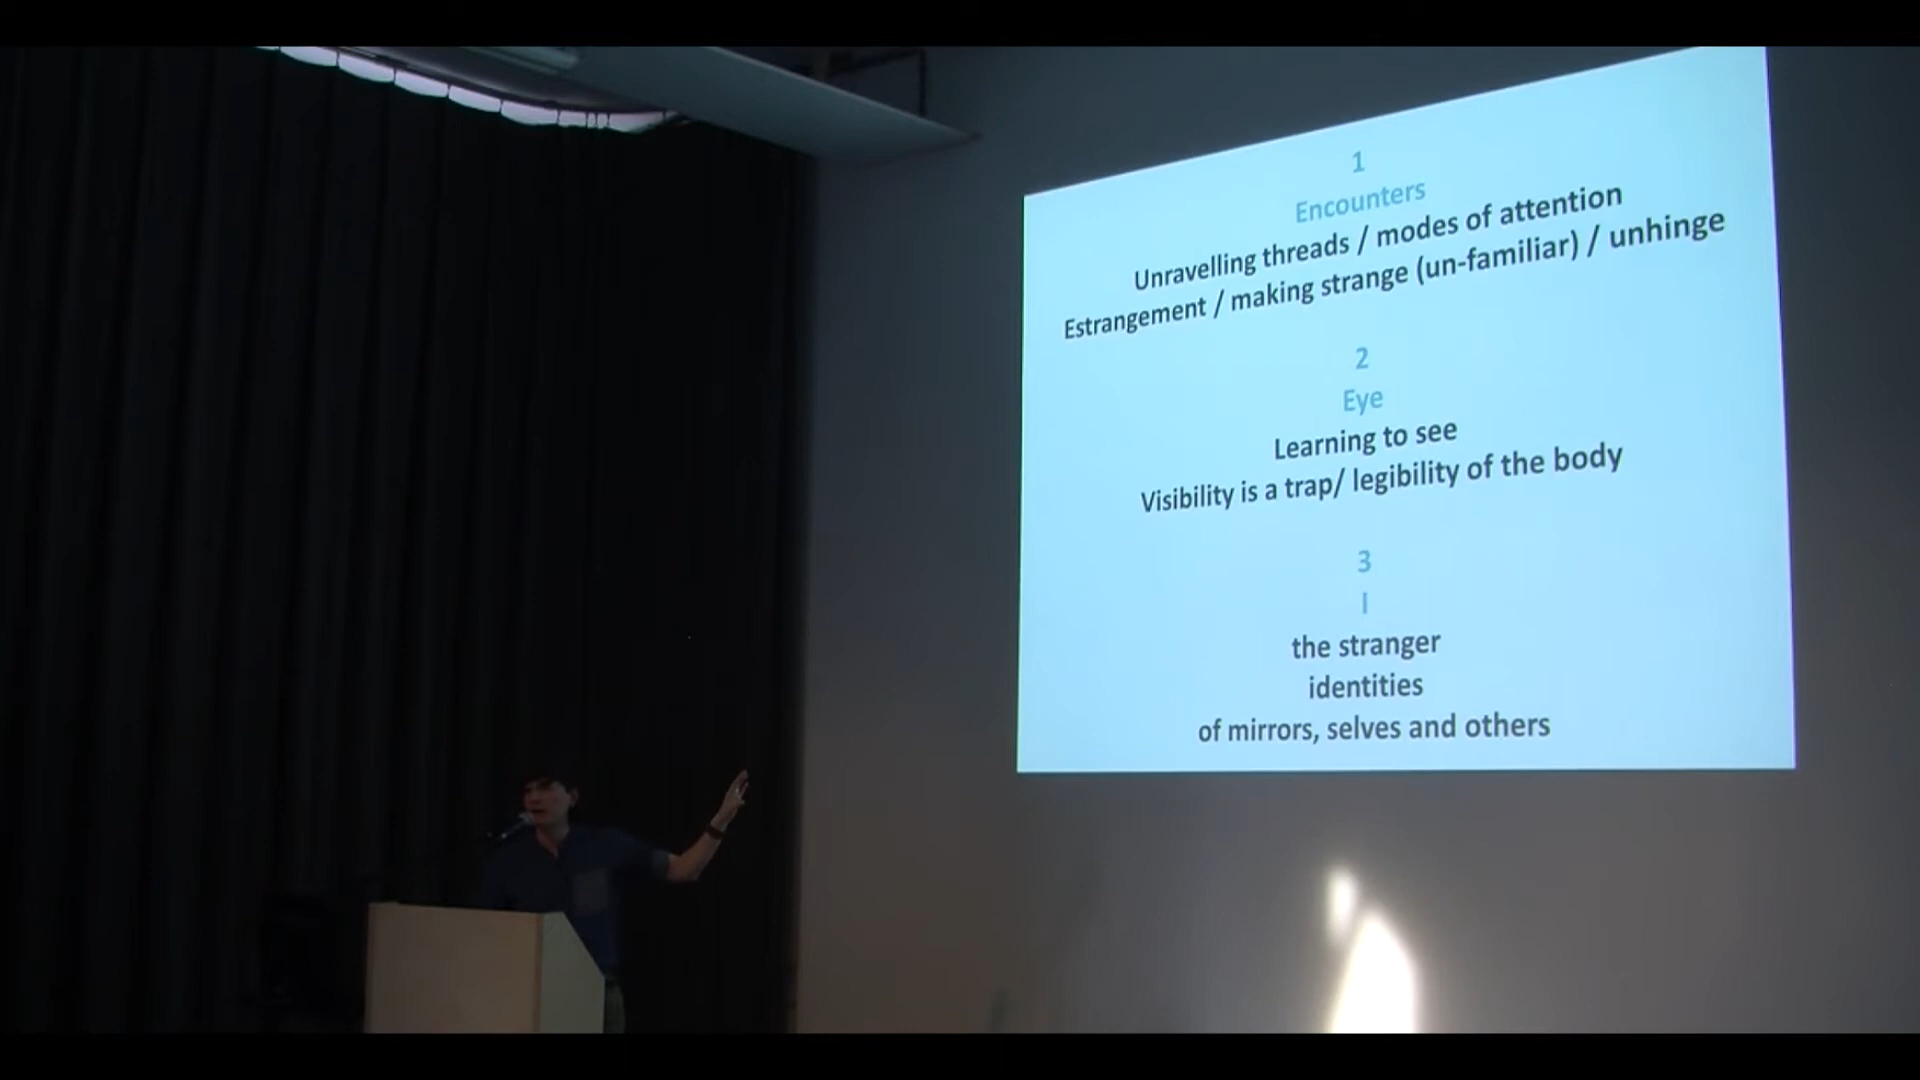 1
Encounters
Unravelling threads / modes of attention
Estrangement / making strange (un-familiar) / unhinge
2
Eye
Learning to see
Visibility is a trap/ legibility of the body
3
I
the stranger
identities
of mirrors, selves and others